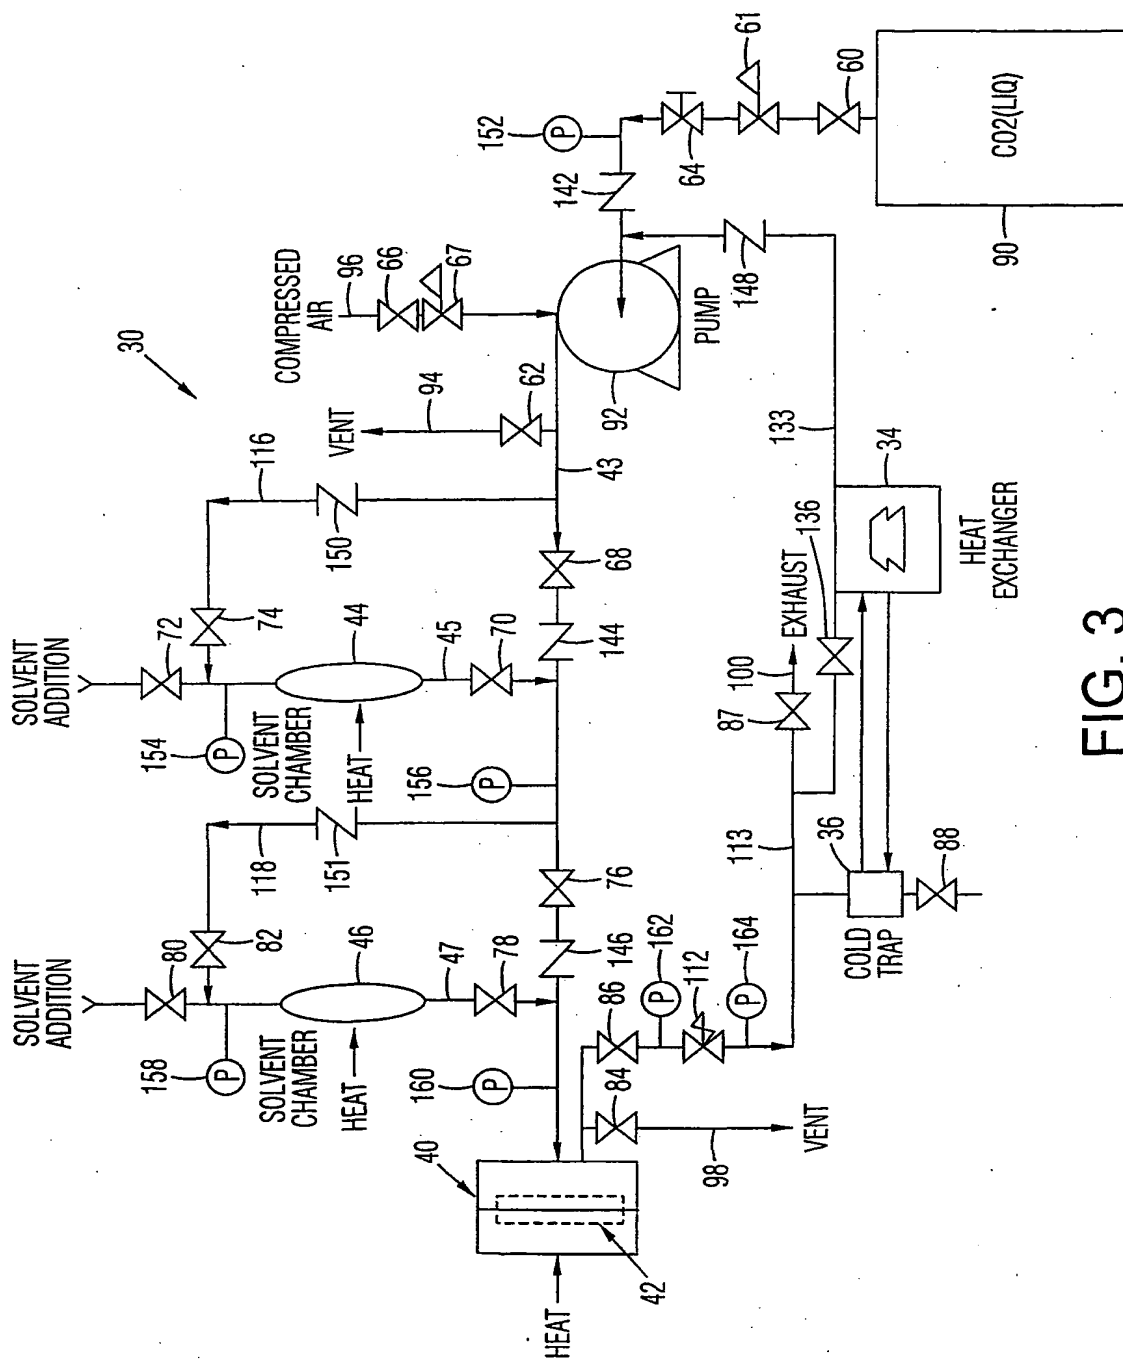 SOLVENT
ADDITION
SOLVENT
ADDITION
30
158
80
154
72
82
118
74
116
P
P
SOLVENT
CHAMBER
46
SOLVENT
CHAMBER
44
COMPRESSED
AIR
96
HEAT
151
HEAT
150
VENT
66
94
67
40
160
47
156
45
62
P
78
P
70
152
P
HEAT
146
76
144
68
43
92
142
42
86
162
84
P
112
P
164
98
VENT
PUMP
64
61
148
87
100
EXHAUST
136
133
113
60
COLD
TRAP
36
34
88
HEAT
EXCHANGER
90
CO2(LIQ)
FIG. 3